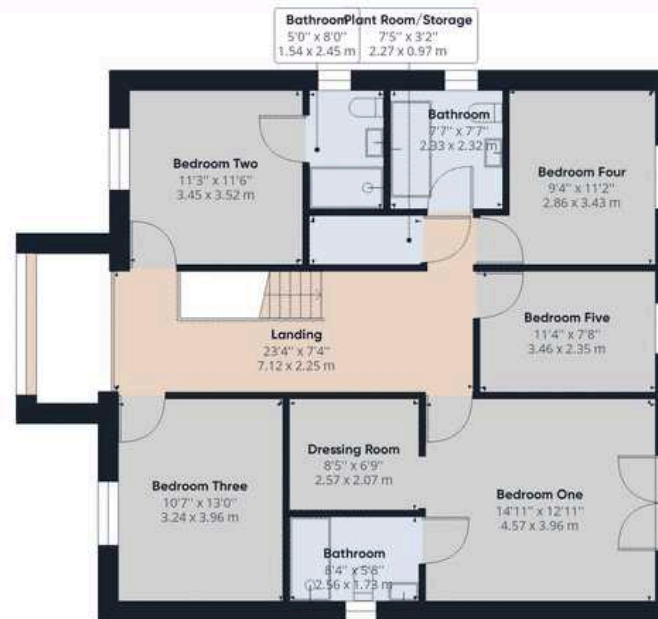 Bathroom
5'0" x 8'0"
1.54 x 2.45 m
Plant Room/Storage
7'5" x 3'2"
2.27 x 0.97 m
Bedroom Two
11'3" x 11'6"
3.45 x 3.52 m
Bathroom
7'7" x 7'7"
2.33 x 2.32 m
Bedroom Four
9'4" x 11'2"
2.86 x 3.43 m
Landing
23'4" x 7'4"
7.12 x 2.25 m
Bedroom Five
11'4" x 7'8"
3.46 x 2.35 m
Bedroom Three
10'7" x 13'0"
3.24 x 3.96 m
Dressing Room
8'5" x 6'9"
2.57 x 2.07 m
Bedroom One
14'11" x 12'11"
4.57 x 3.96 m
Bathroom
8'4" x 5'8"
2.56 x 1.73 m